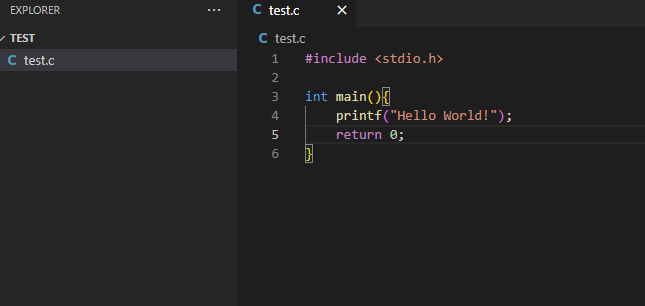 EXPLORER ...
TEST
C test.c
C test.c ×
C test.c
1 #include <stdio.h>
2
3 int main(){
4     printf("Hello World!");
5     return 0;
6 }